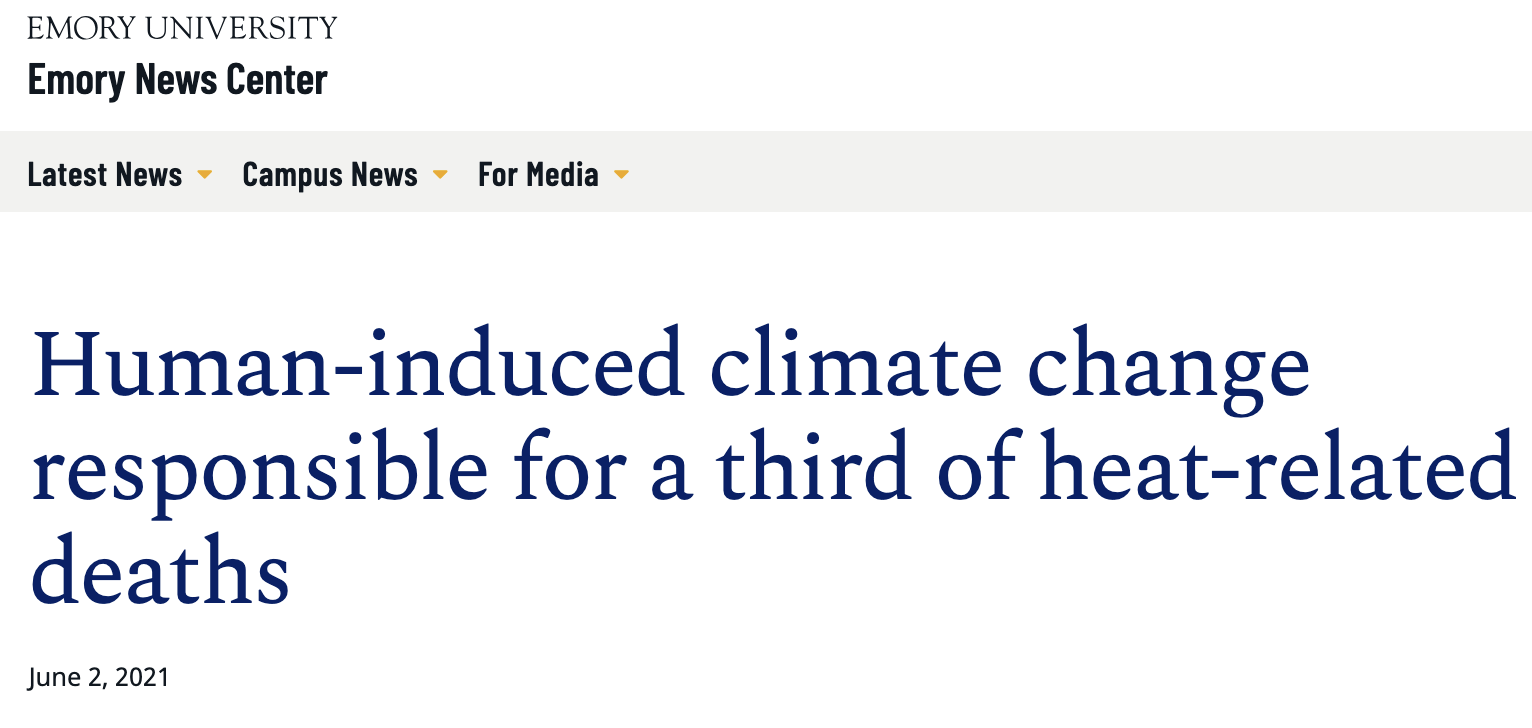 EMORY UNIVERSITY
Emory News Center
Latest News Campus News For Media
Human-induced climate change
responsible for a third of heat-related
deaths
June 2, 2021